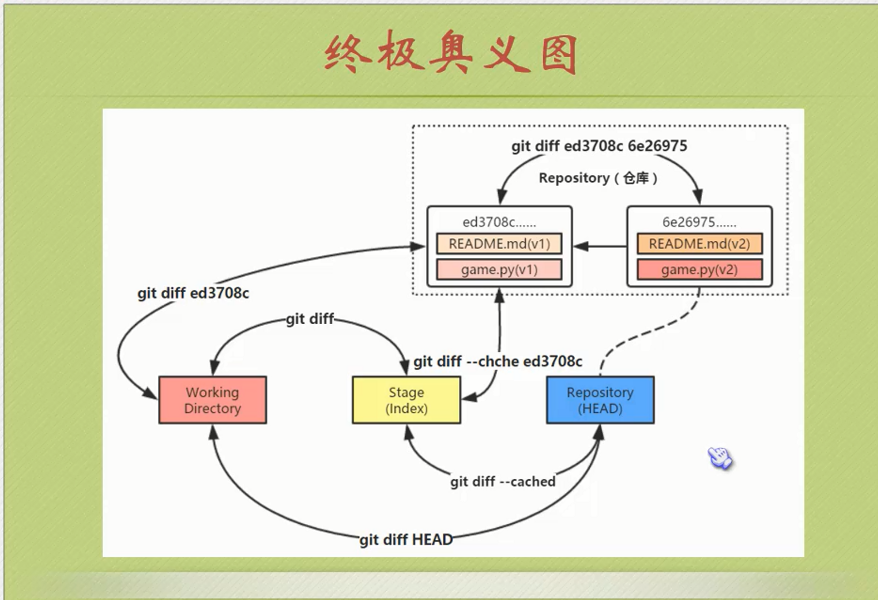 终极奥义图
git diff ed3708c 6e26975
Repository（仓库）
ed3708c......
README.md(v1)
game.py(v1)
6e26975......
README.md(v2)
game.py(v2)
git diff ed3708c
git diff
git diff --chche ed3708c
Working
Directory
Stage
(Index)
Repository
(HEAD)
git diff --cached
git diff HEAD